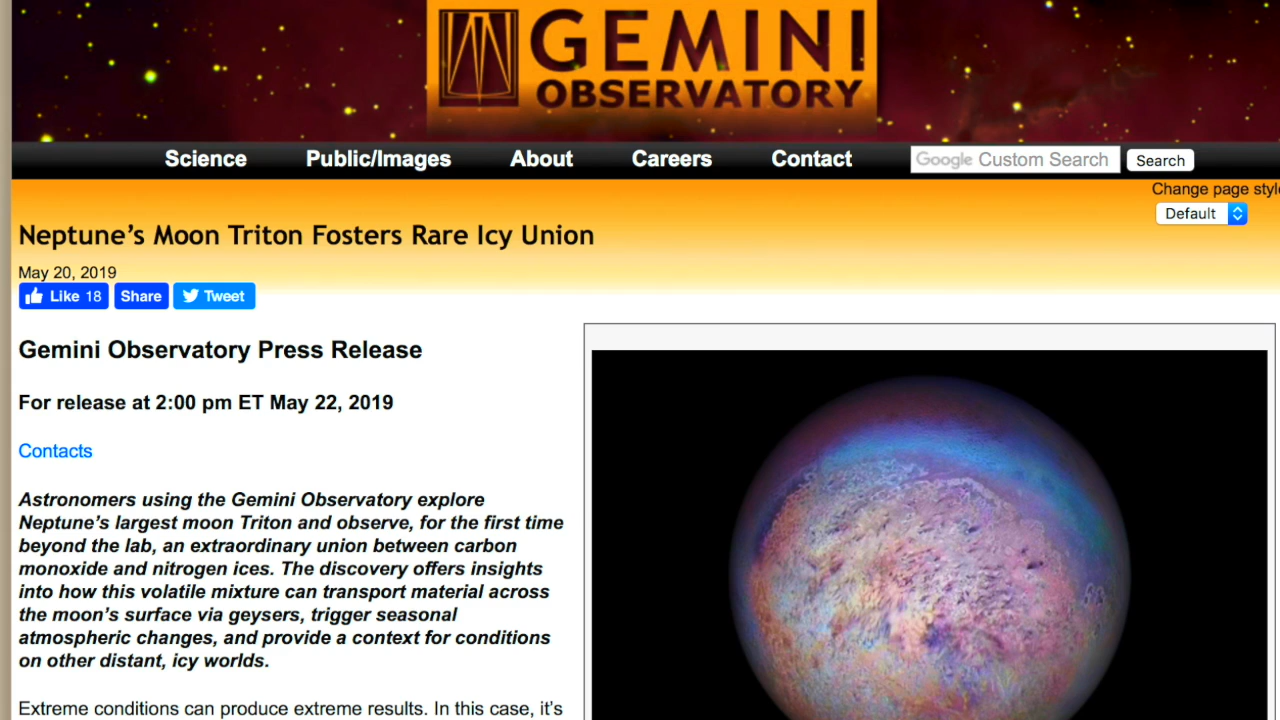 GEMINI
OBSERVATORY
Science Public/Images About Careers Contact Google Custom Search Search
Change page style
Default
Neptune's Moon Triton Fosters Rare Icy Union
May 20, 2019
Like 18 Share Tweet
Gemini Observatory Press Release
For release at 2:00 pm ET May 22, 2019
Contacts
Astronomers using the Gemini Observatory explore
Neptune's largest moon Triton and observe, for the first time
beyond the lab, an extraordinary union between carbon
monoxide and nitrogen ices. The discovery offers insights
into how this volatile mixture can transport material across
the moon's surface via geysers, trigger seasonal
atmospheric changes, and provide a context for conditions
on other distant, icy worlds.
Extreme conditions can produce extreme results. In this case, it's